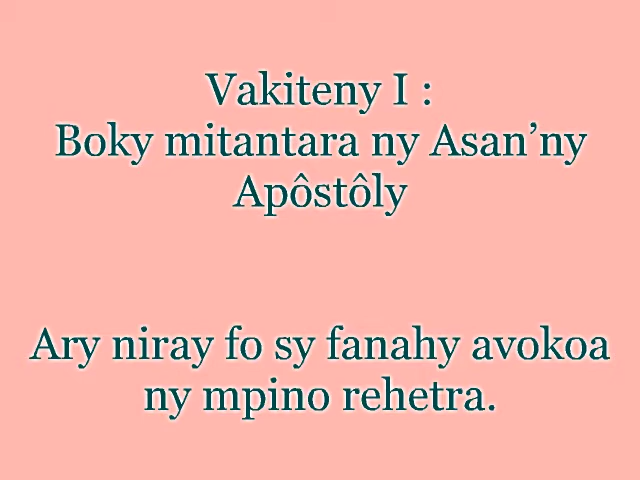 Vakiteny I :
Boky mitantara ny Asan’ny
Apôstôly
Ary niray fo sy fanahy avokoa
ny mpino rehetra.